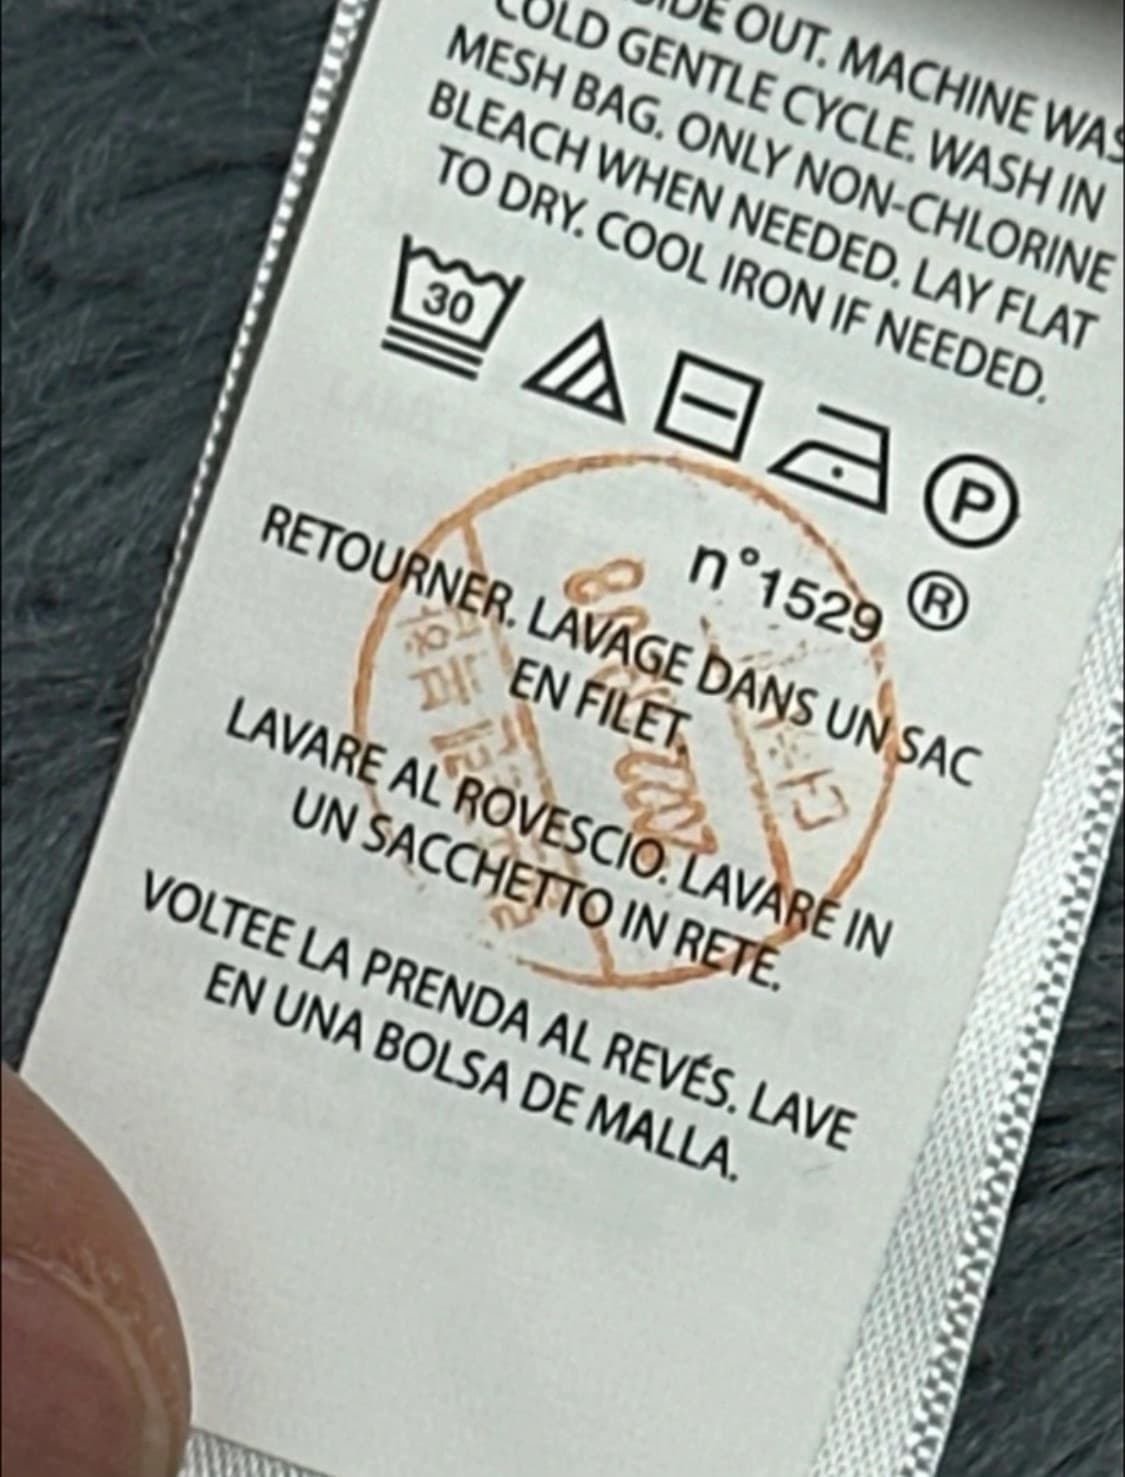 OUT. MACHINE
COLD GENTLE CYCLE. WASH IN
MESH BAG. ONLY NON-CHLORINE
BLEACH WHEN NEEDED. LAY FLAT
TO DRY. COOL IRON IF NEEDED.
30
P
n°1529 ®
RETOURNER. LAVAGE DANS UN SAC
EN FILET.
LAVARE AL ROVESCIO. LAVARE IN
UN SACCHETTO IN RETE.
VOLTEE LA PRENDA AL REVÉS. LAVE
EN UNA BOLSA DE MALLA.